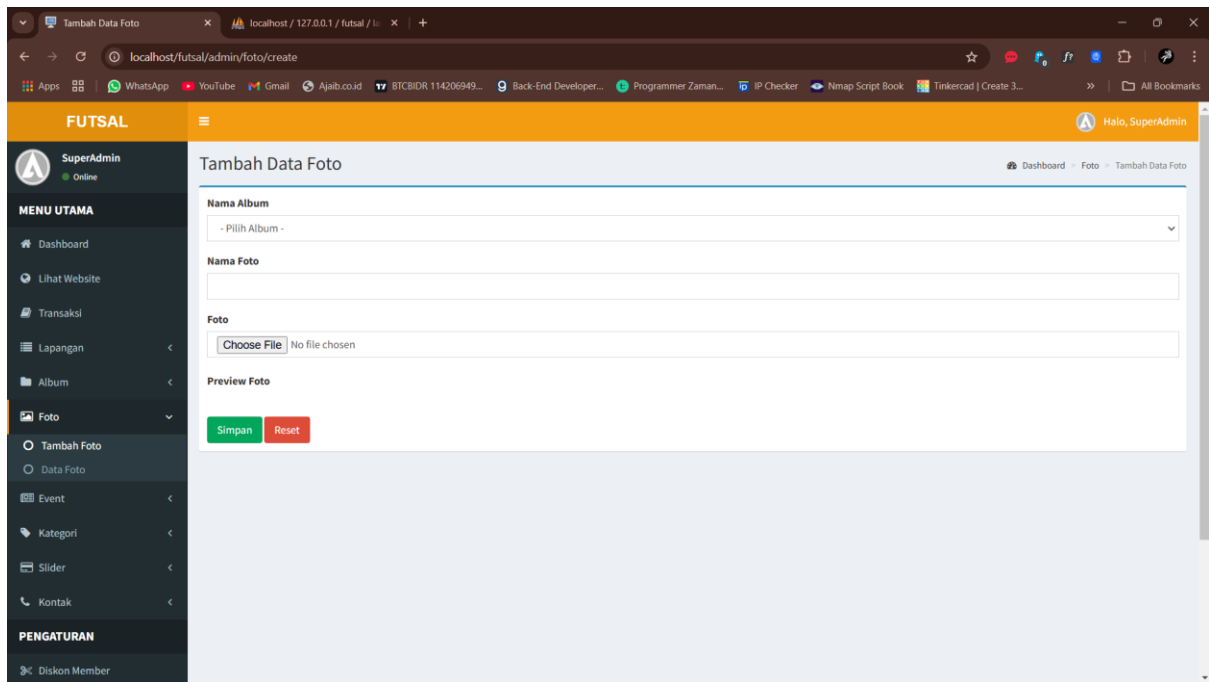 Tambah Data Foto
localhost / 127.0.0.1 / futsal / la
localhost/futsal/admin/foto/create
Apps WhatsApp YouTube Gmail Ajaib.co.id BTCBIDR 114206949... Back-End Developer... Programmer Zaman... IP Checker Nmap Script Book Tinkercad | Create 3... » All Bookmarks
FUTSAL
Halo, SuperAdmin
SuperAdmin
Online
Tambah Data Foto
Dashboard > Foto > Tambah Data Foto
MENU UTAMA
Dashboard
Lihat Website
Transaksi
Lapangan
Album
Foto
Tambah Foto
Data Foto
Event
Kategori
Slider
Kontak
PENGATURAN
Diskon Member
Nama Album
- Pilih Album -
Nama Foto
Foto
Choose File No file chosen
Preview Foto
Simpan Reset